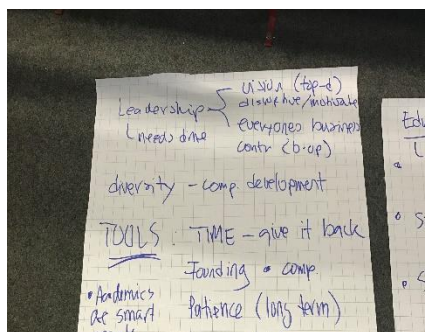 vision (top-d)
Leadership disruptive/motivate
needs drive everyones business
contr (b-up)
diversity - comp. development
TOOLS: TIME - give it back
Founding • comp.
• Academics
are smart Patience (long term)
Edu